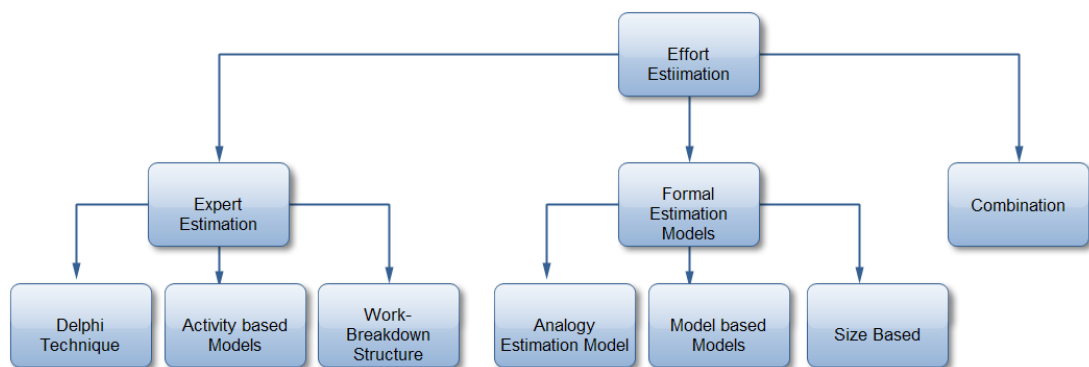 Effort
Estiimation
Expert
Estimation
Formal
Estimation
Models
Combination
Delphi
Technique
Activity based
Models
Work-
Breakdown
Structure
Analogy
Estimation Model
Model based
Models
Size Based